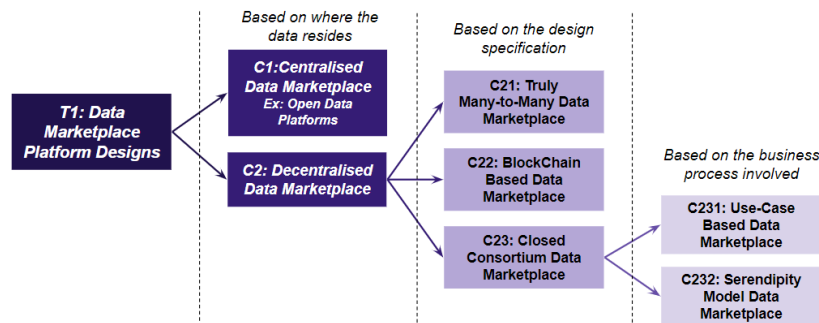 Based on where the
data resides
Based on the design
specification
C1:Centralised
Data Marketplace
Ex: Open Data
Platforms
C21: Truly
Many-to-Many Data
Marketplace
T1: Data
Marketplace
Platform Designs
C2: Decentralised
Data Marketplace
C22: BlockChain
Based Data
Marketplace
Based on the business
process involved
C23: Closed
Consortium Data
Marketplace
C231: Use-Case
Based Data
Marketplace
C232: Serendipity
Model Data
Marketplace